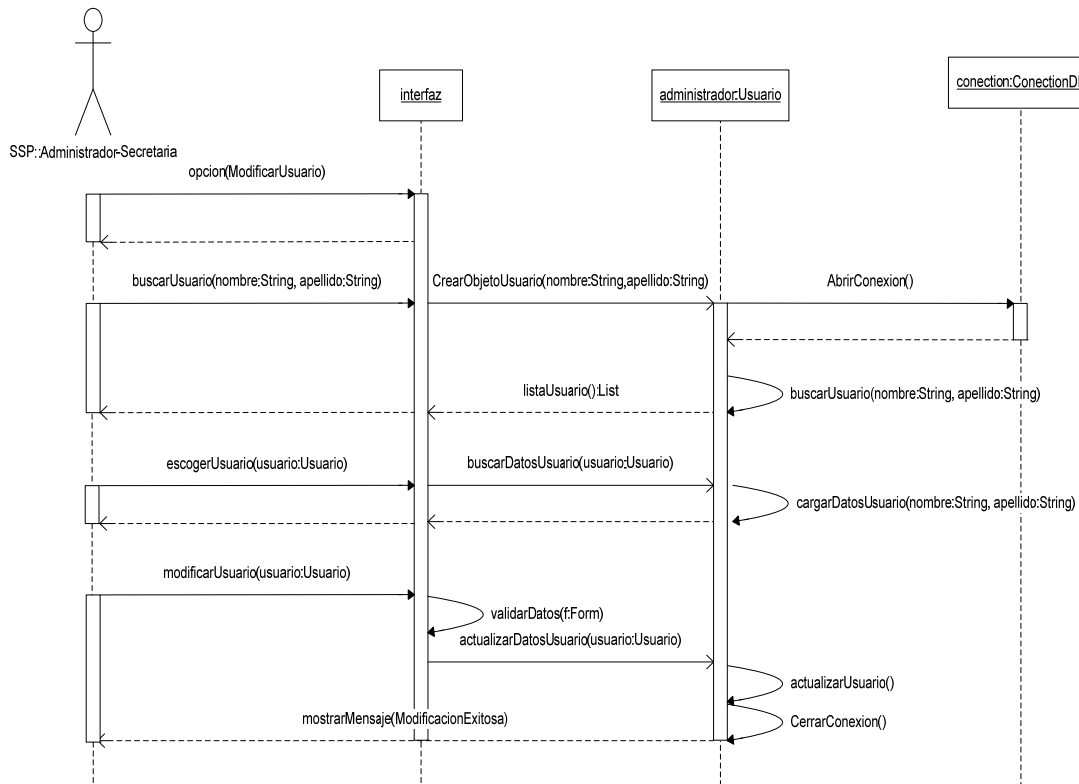 conection:ConectionD
interfaz
administrador:Usuario
SSP::Administrador-Secretaria
opcion(ModificarUsuario)
buscarUsuario(nombre:String, apellido:String)
CrearObjetoUsuario(nombre:String,apellido:String)
AbrirConexion()
listaUsuario():List
buscarUsuario(nombre:String, apellido:String)
escogerUsuario(usuario:Usuario)
buscarDatosUsuario(usuario:Usuario)
cargarDatosUsuario(nombre:String, apellido:String)
modificarUsuario(usuario:Usuario)
validarDatos(f:Form)
actualizarDatosUsuario(usuario:Usuario)
actualizarUsuario()
mostrarMensaje(ModificacionExitosa)
CerrarConexion()